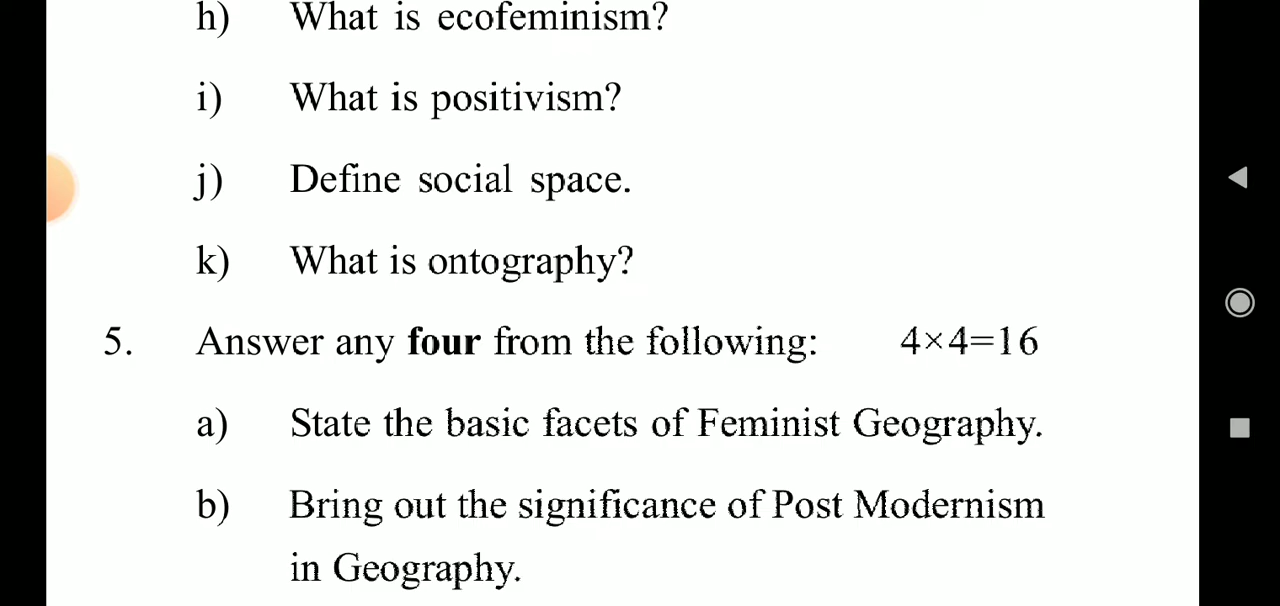 h) What is ecofeminism?
i) What is positivism?
j) Define social space.
k) What is ontography?
5. Answer any four from the following: 4×4=16
a) State the basic facets of Feminist Geography.
b) Bring out the significance of Post Modernism
in Geography.